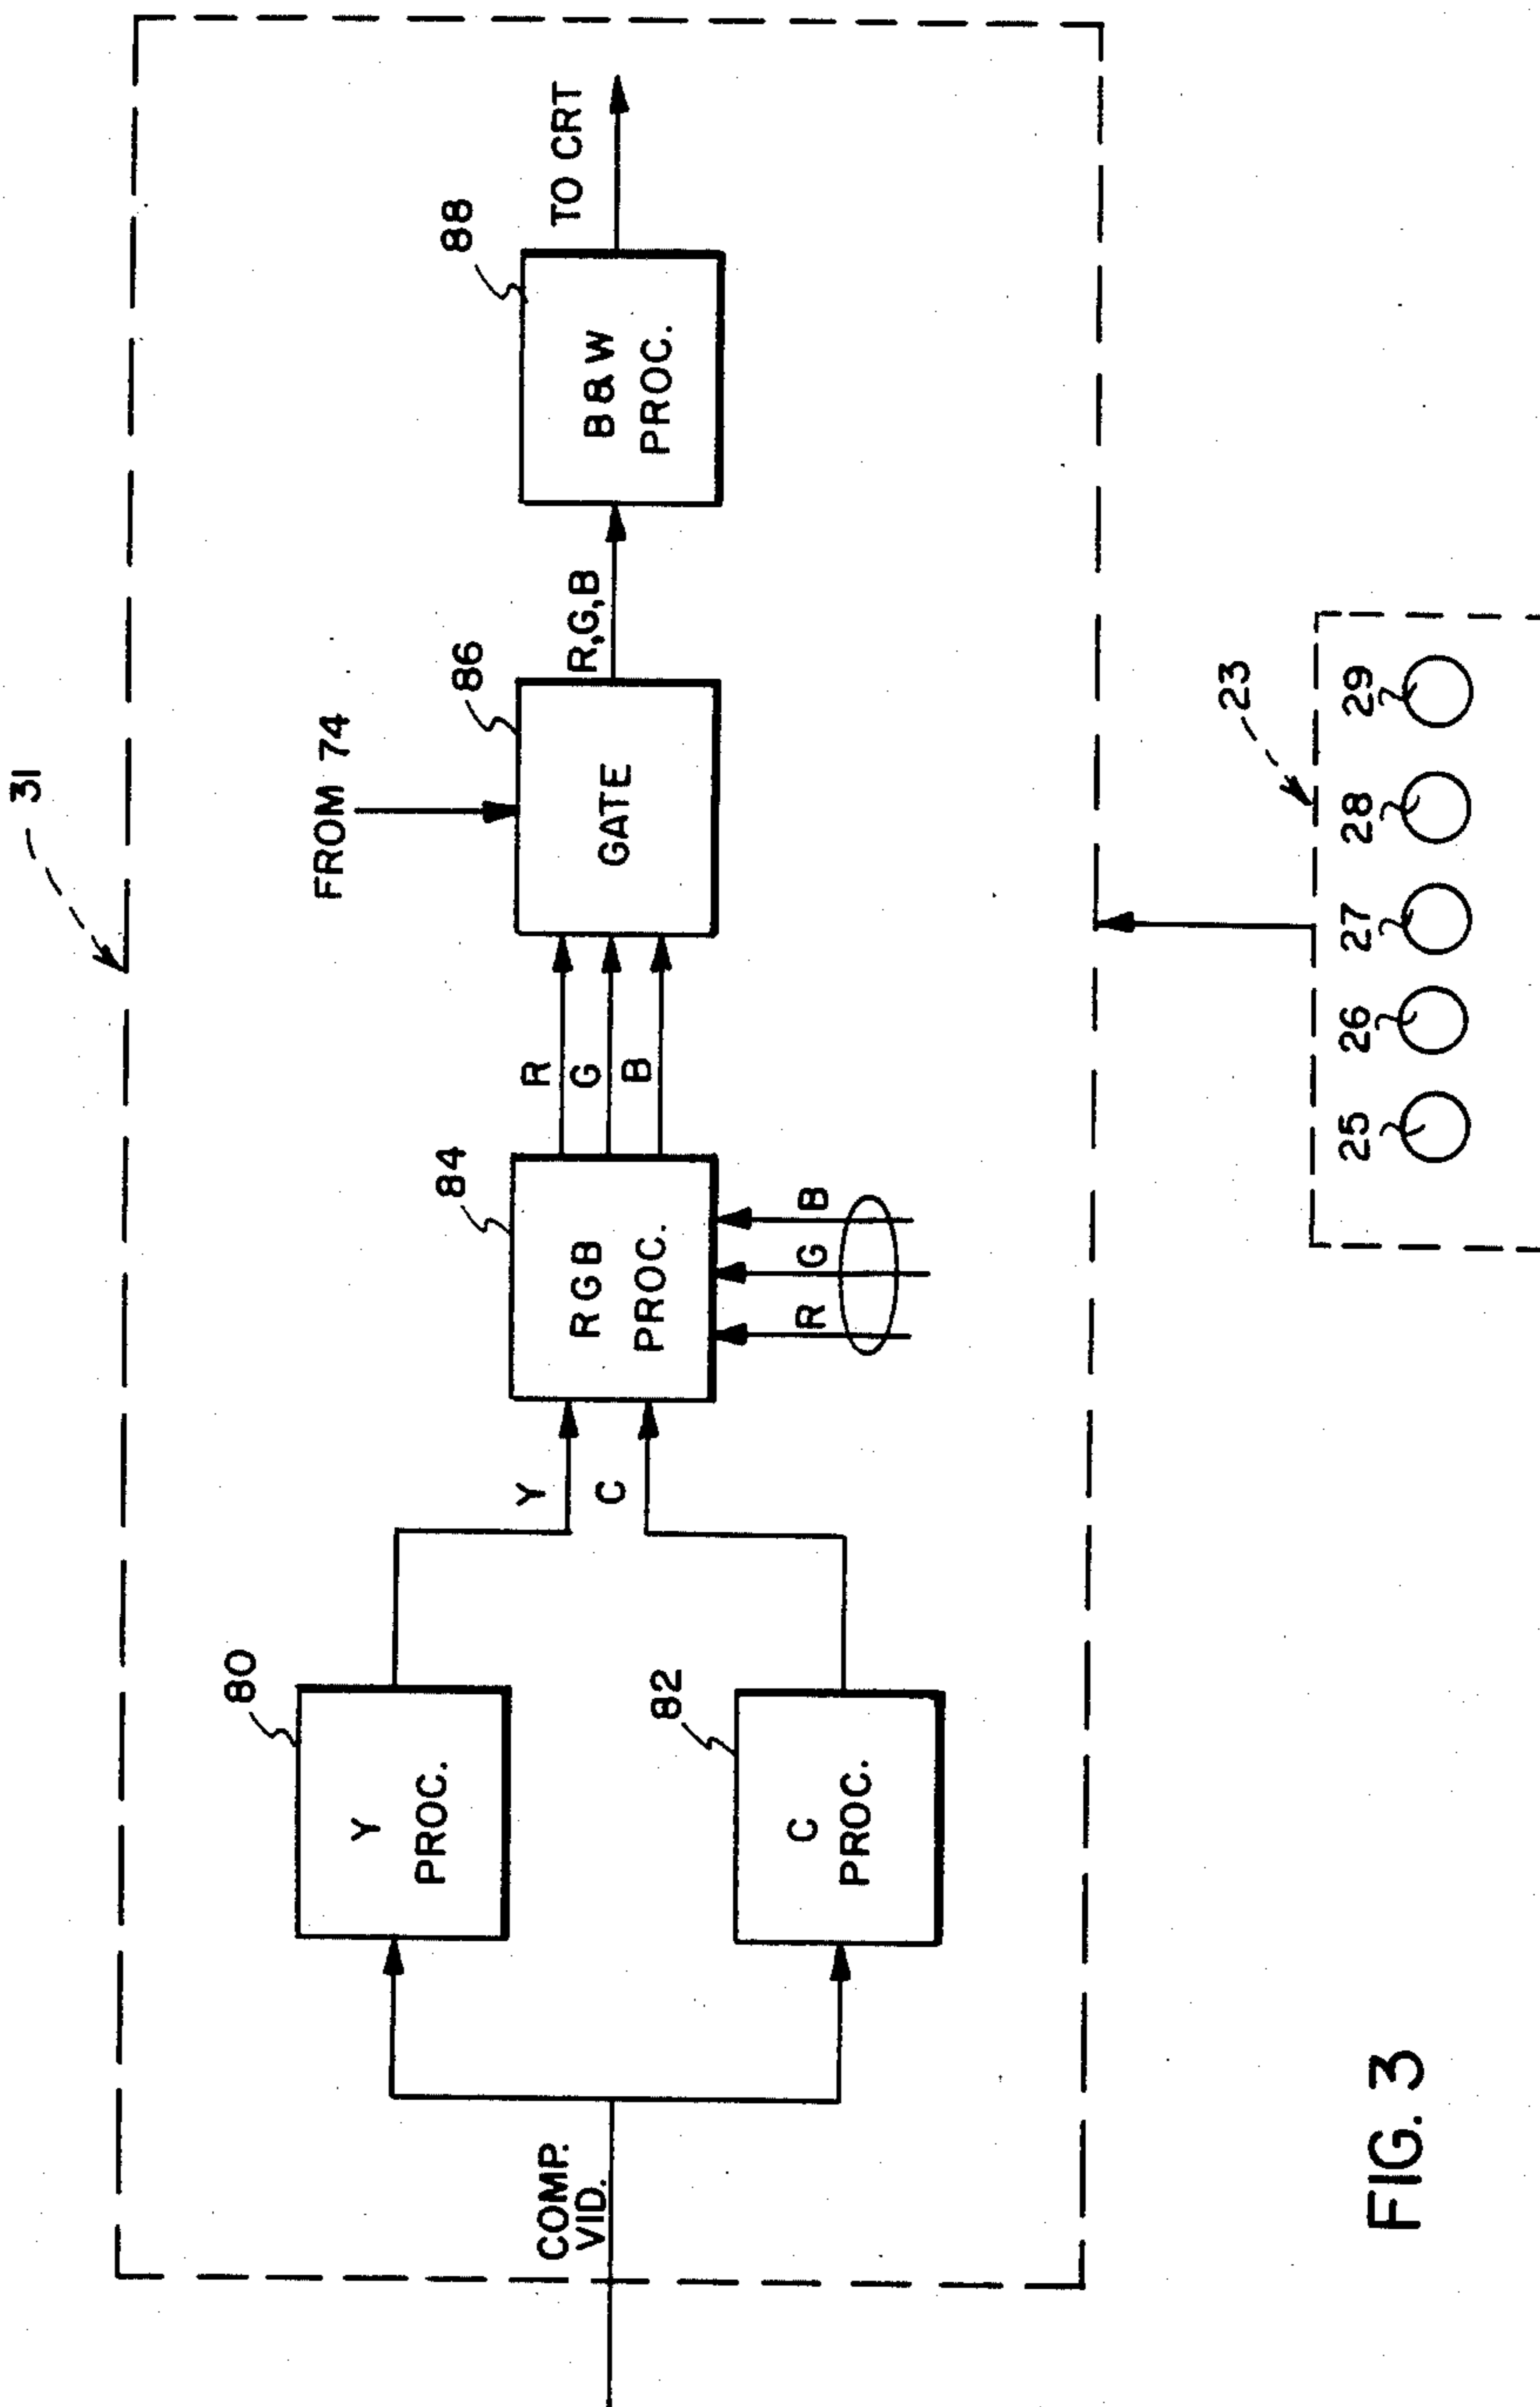 31
COMP.
VID.
80
Y
PROC.
82
C
PROC.
Y
C
84
RGB
PROC.
R
G
B
R
G
B
FROM 74
86
GATE
R,G,B
88
B&W
PROC.
TO CRT
23
25
26
27
28
29
FIG. 3